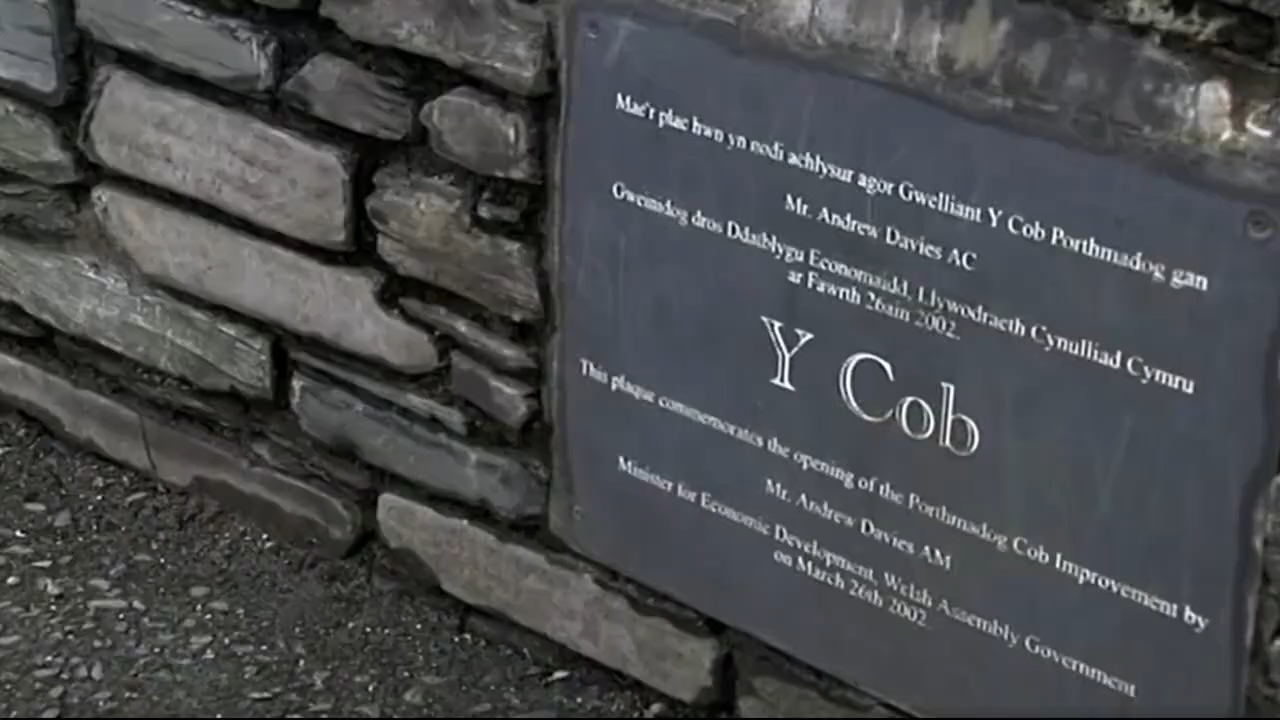 Mae'r plac hwn yn nodi achlysur agor Gwelliant Y Cob Porthmadog gan
Mr. Andrew Davies AC
Gweinidog dros Ddatblygu Economaidd, Llywodraeth Cynulliad Cymru
ar Fawrth 26ain 2002.
Y Cob
This plaque commemorates the opening of the Porthmadog Cob Improvement by
Mr. Andrew Davies AM
Minister for Economic Development, Welsh Assembly Government
on March 26th 2002.